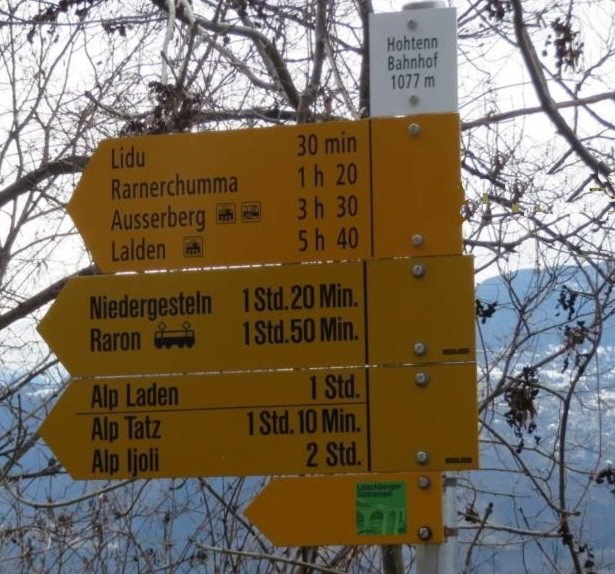 Hohtenn
Bahnhof
1077 m
Lidu 30 min
Rarnerchumma 1 h 20
Ausserberg 3 h 30
Lalden 5 h 40
Niedergesteln 1 Std. 20 Min.
Raron 1 Std. 50 Min.
Alp Laden 1 Std.
Alp Tatz 1 Std. 10 Min.
Alp Ijoli 2 Std.
Lötschberger
Südrampe